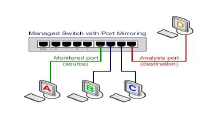 Managed Switch with Port Mirroring
Monitored port
(source)
Analysis port
(destination)
D
A
B
C